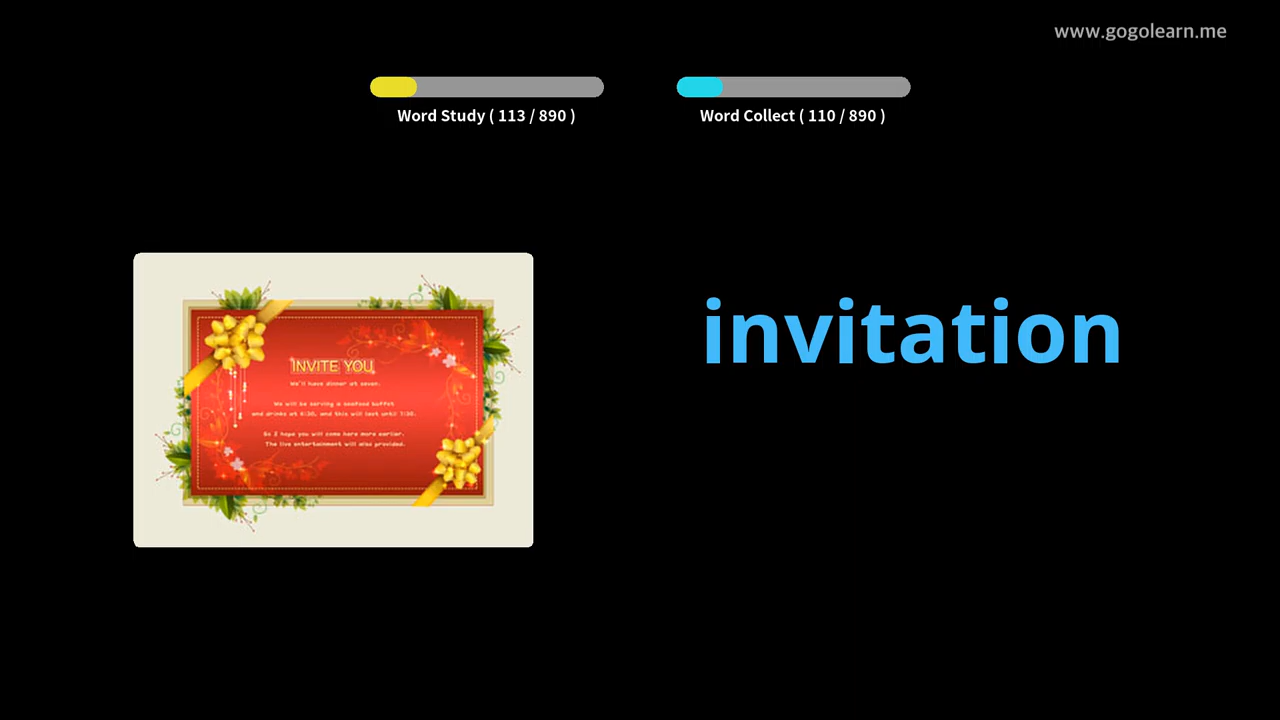 www.gogolearn.me
Word Study ( 113 / 890 )
Word Collect ( 110 / 890 )
invitation
INVITE YOU
We'll have dinner at seven.
We will be serving a seafood buffet
and drinks at 6:30, and this will last until 7:30.
So I hope you will come here more earlier.
The live entertainment will also provided.